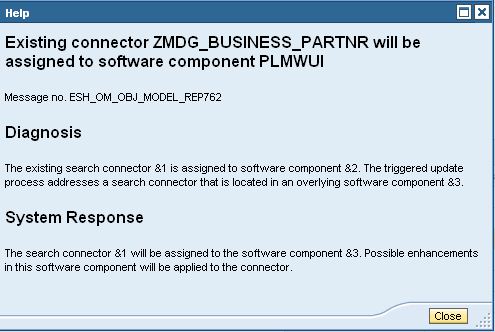 Help
Existing connector ZMDG_BUSINESS_PARTNR will be
assigned to software component PLMWUI
Message no. ESH_OM_OBJ_MODEL_REP762
Diagnosis
The existing search connector &1 is assigned to software component &2. The triggered update
process addresses a search connector that is located in an overlying software component &3.
System Response
The search connector &1 will be assigned to the software component &3. Possible enhancements
in this software component will be applied to the connector.
Close